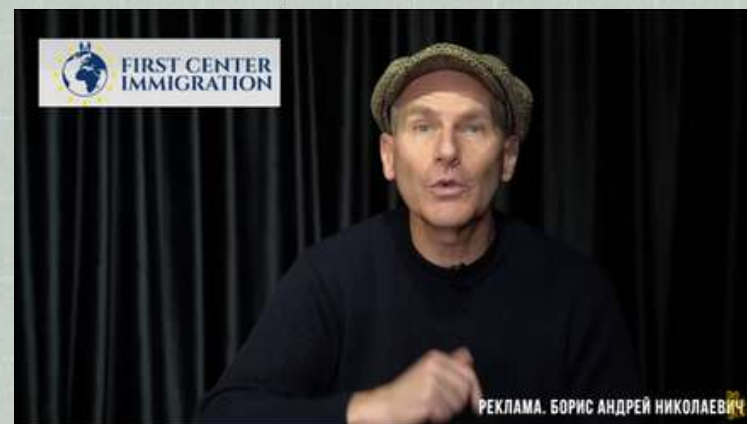 FIRST CENTER
IMMIGRATION
РЕКЛАМА. БОРИС АНДРЕЙ НИКОЛАЕВИЧ